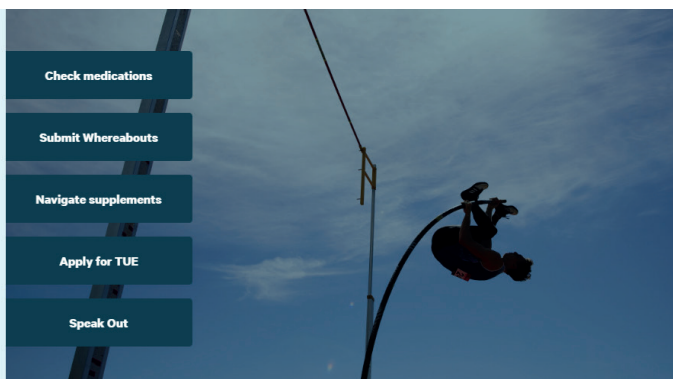 Check medications
Submit Whereabouts
Navigate supplements
Apply for TUE
Speak Out